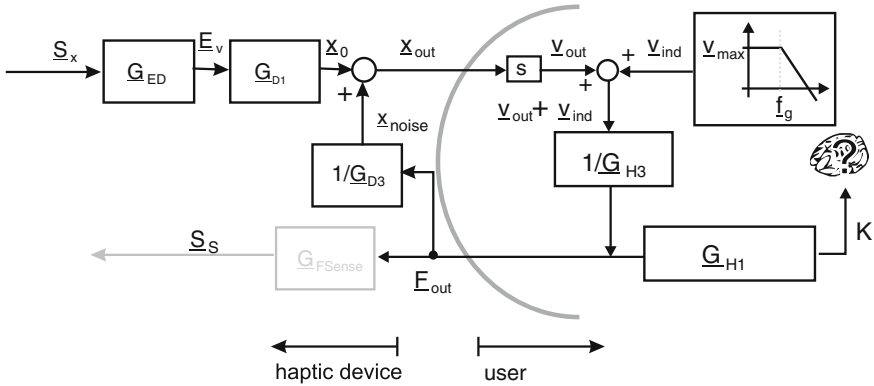 S_x
G_ED
E_v
G_D1
x_0
+
x_out
s
v_out
+
+
v_ind
v_max
f_g
x_noise
v_out + v_ind
1/G_D3
1/G_H3
?
S_S
G_FSense
F_out
G_H1
K
haptic device
user